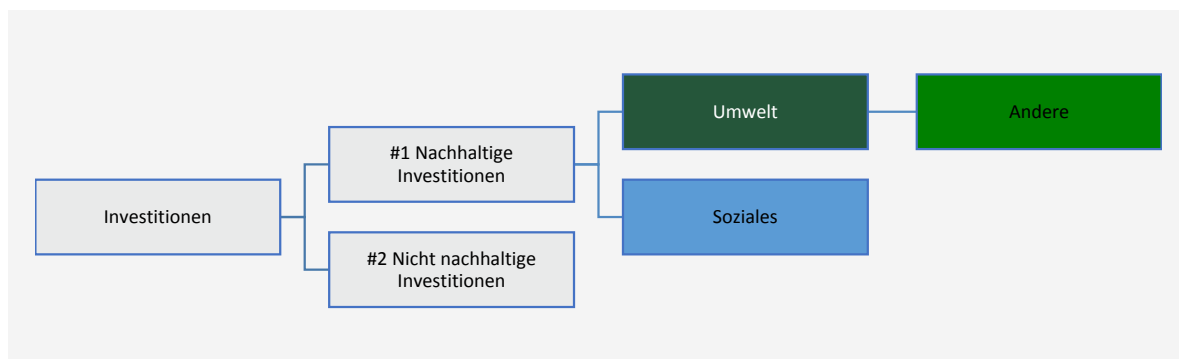 Umwelt
Andere
#1 Nachhaltige
Investitionen
Investitionen
Soziales
#2 Nicht nachhaltige
Investitionen